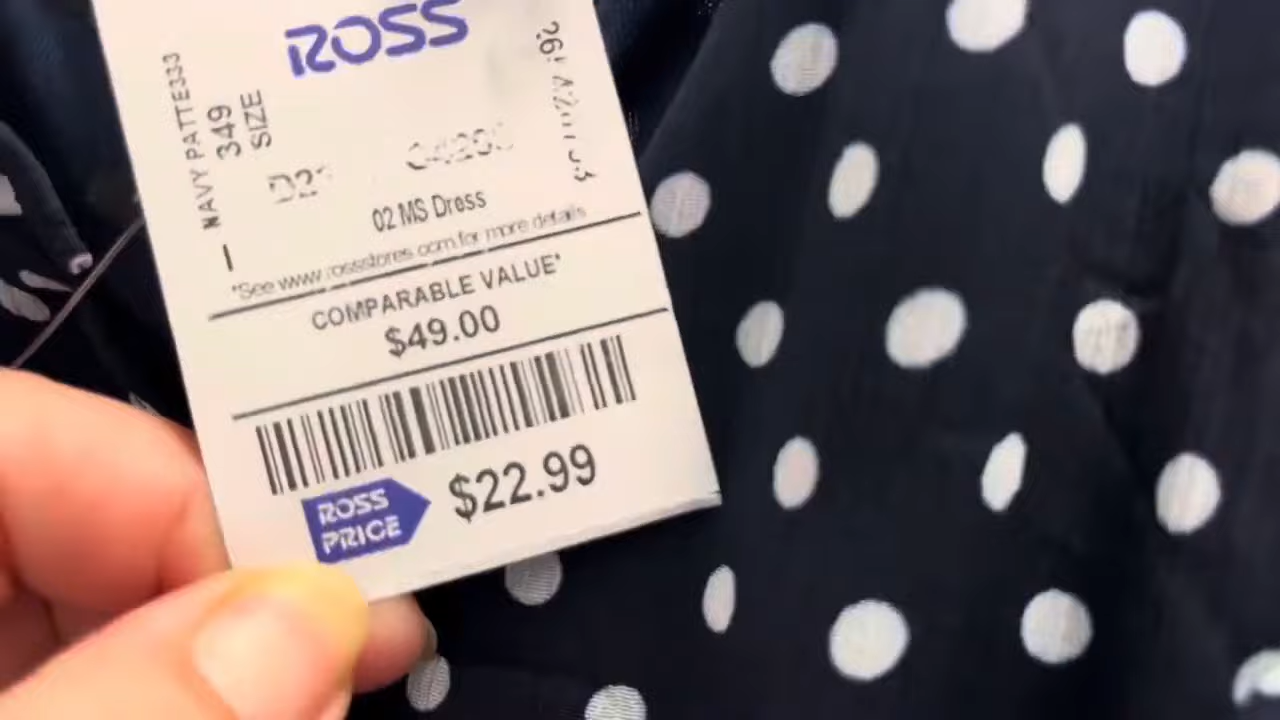 ROSS
NAVY PATTE333
349
SIZE
02 MS Dress
*See www.rossstores.com for more details
COMPARABLE VALUE*
$49.00
ROSS
PRICE
$22.99